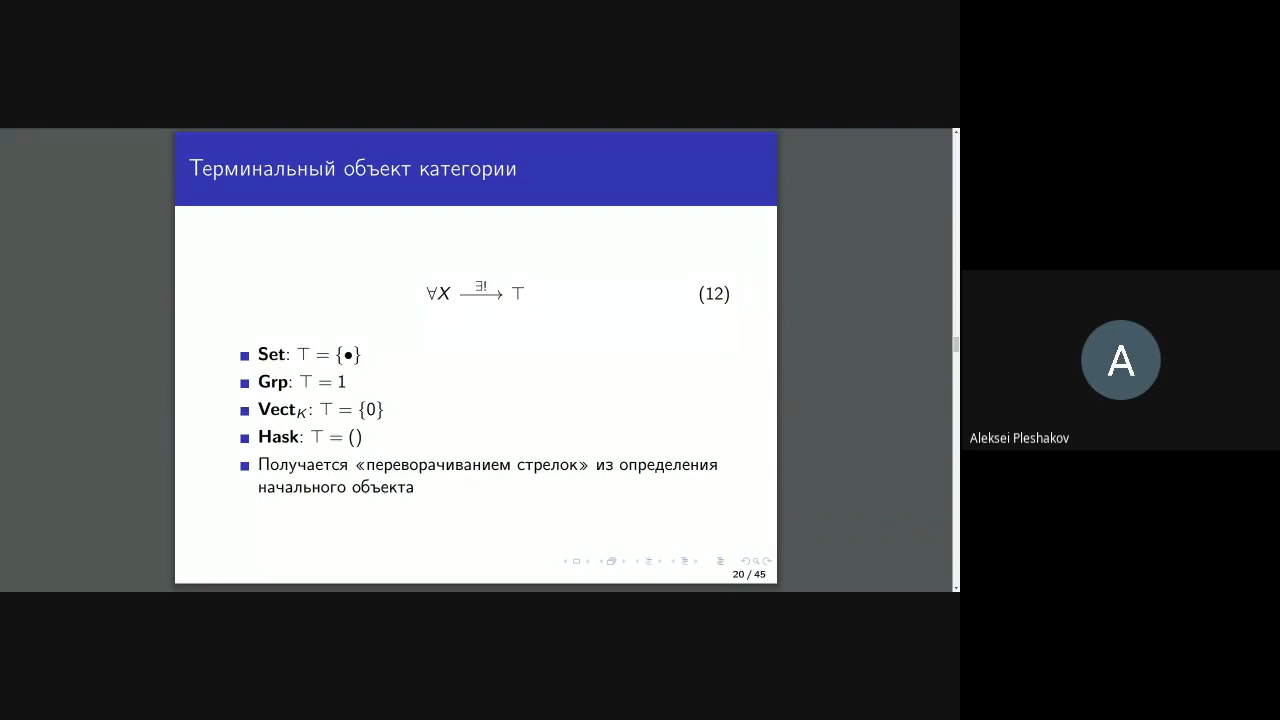 Терминальный объект категории
∀X ∃! ⟶ ⊤ (12)
Set: ⊤ = {•}
Grp: ⊤ = 1
Vect_K: ⊤ = {0}
Hask: ⊤ = ()
Получается «переворачиванием стрелок» из определения
начального объекта
20 / 45
A
Aleksei Pleshakov